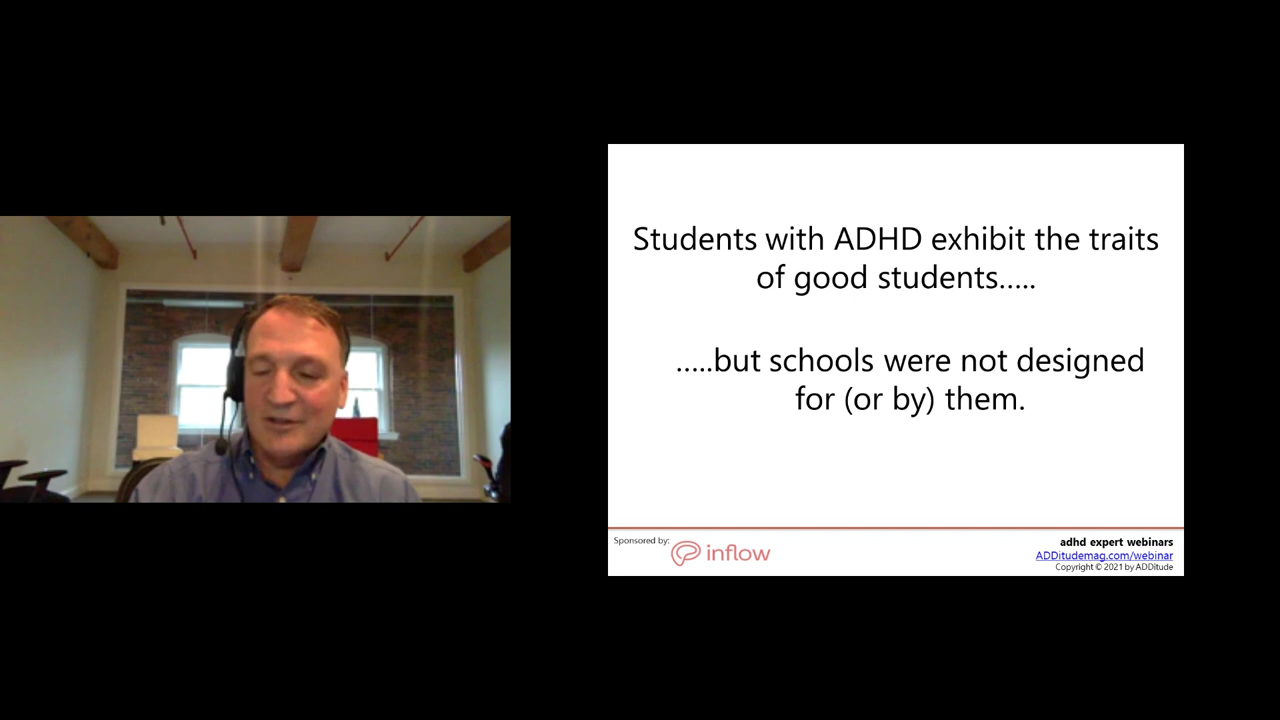 Students with ADHD exhibit the traits
of good students.....
.....but schools were not designed
for (or by) them.
Sponsored by:
inflow
adhd expert webinars
ADDitudemag.com/webinar
Copyright © 2021 by ADDitude